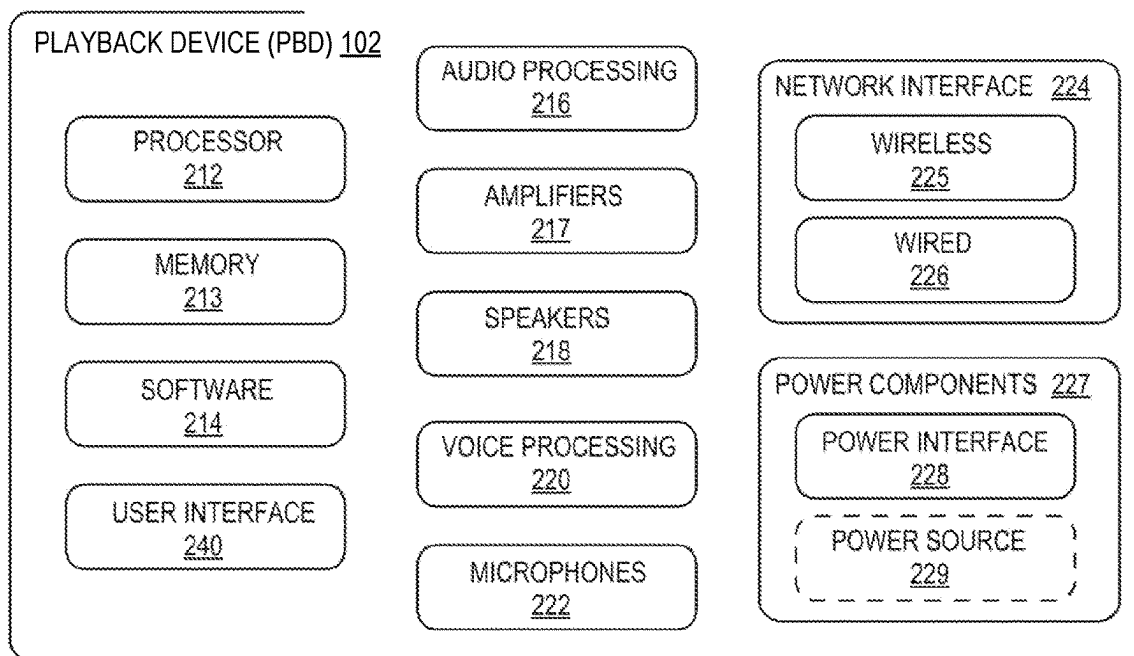 PLAYBACK DEVICE (PBD) 102
PROCESSOR
212
MEMORY
213
SOFTWARE
214
USER INTERFACE
240
AUDIO PROCESSING
216
AMPLIFIERS
217
SPEAKERS
218
VOICE PROCESSING
220
MICROPHONES
222
NETWORK INTERFACE 224
WIRELESS
225
WIRED
226
POWER COMPONENTS 227
POWER INTERFACE
228
POWER SOURCE
229